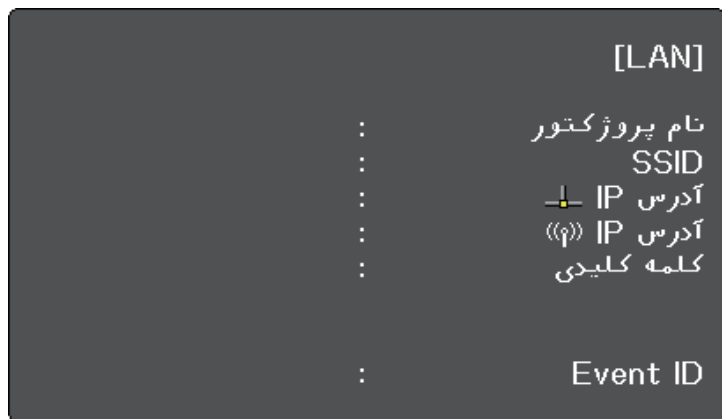 [LAN]
نام پروژکتور :
SSID :
آدرس IP :
آدرس IP :
کلمه کلیدی :
Event ID :